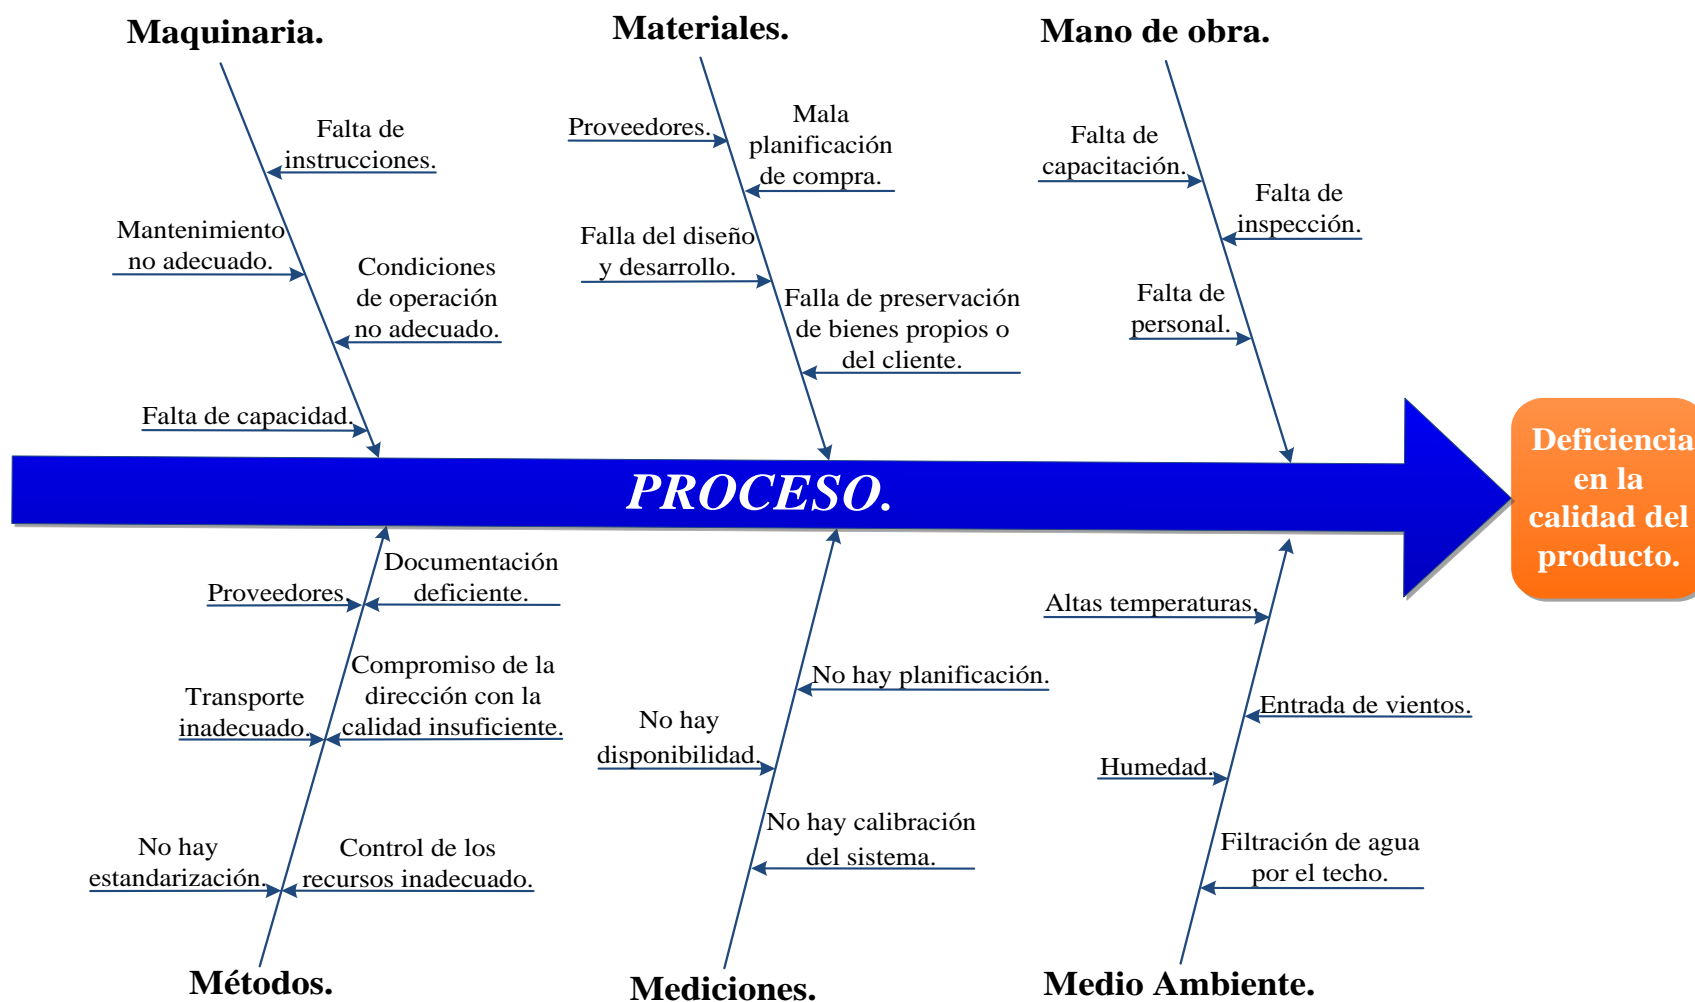 Maquinaria.
Materiales.
Mano de obra.
Falta de
instrucciones.
Mantenimiento
no adecuado.
Condiciones
de operación
no adecuado.
Falta de capacidad.
Proveedores.
Mala
planificación
de compra.
Falla del diseño
y desarrollo.
Falla de preservación
de bienes propios o
del cliente.
Falta de
capacitación.
Falta de
inspección.
Falta de
personal.
PROCESO.
Deficiencia
en la
calidad del
producto.
Proveedores.
Documentación
deficiente.
Transporte
inadecuado.
Compromiso de la
dirección con la
calidad insuficiente.
No hay
estandarización.
Control de los
recursos inadecuado.
No hay planificación.
No hay
disponibilidad.
No hay calibración
del sistema.
Altas temperaturas.
Entrada de vientos.
Humedad.
Filtración de agua
por el techo.
Métodos.
Mediciones.
Medio Ambiente.